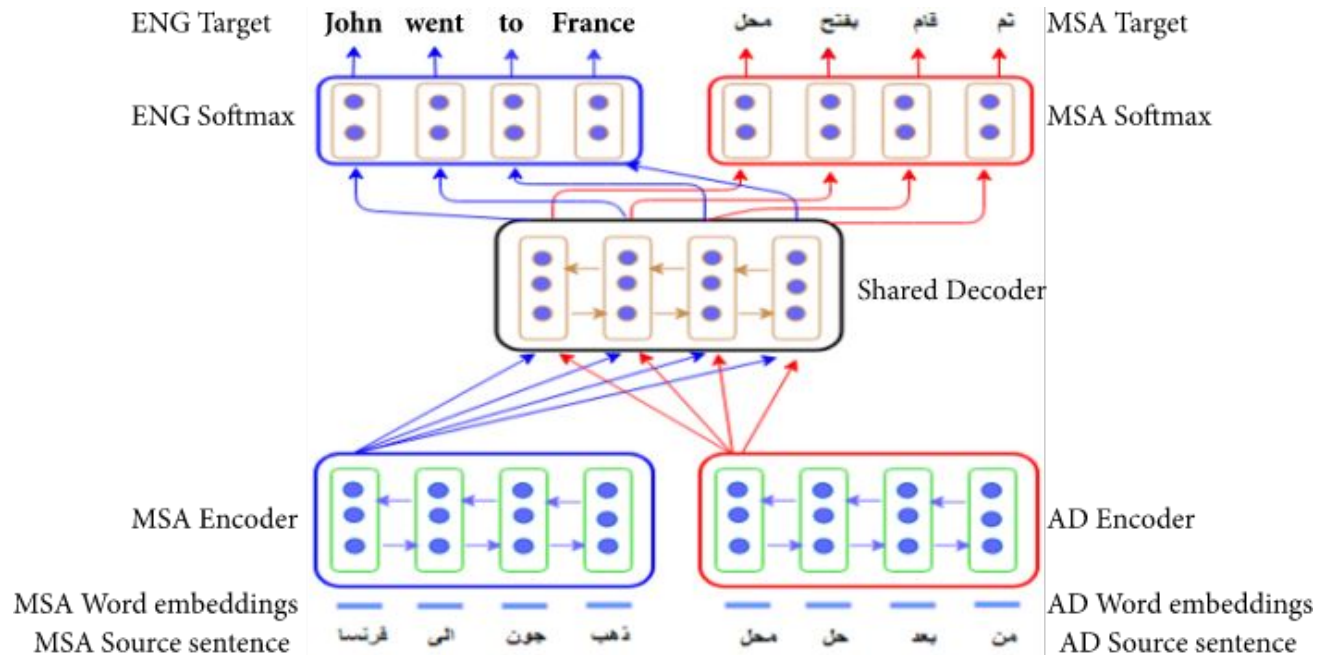 ENG Target John went to France ثم قام بفتح محل MSA Target
ENG Softmax MSA Softmax
Shared Decoder
MSA Encoder AD Encoder
MSA Word embeddings AD Word embeddings
MSA Source sentence ذهب جون الى فرنسا من بعد حل محل AD Source sentence